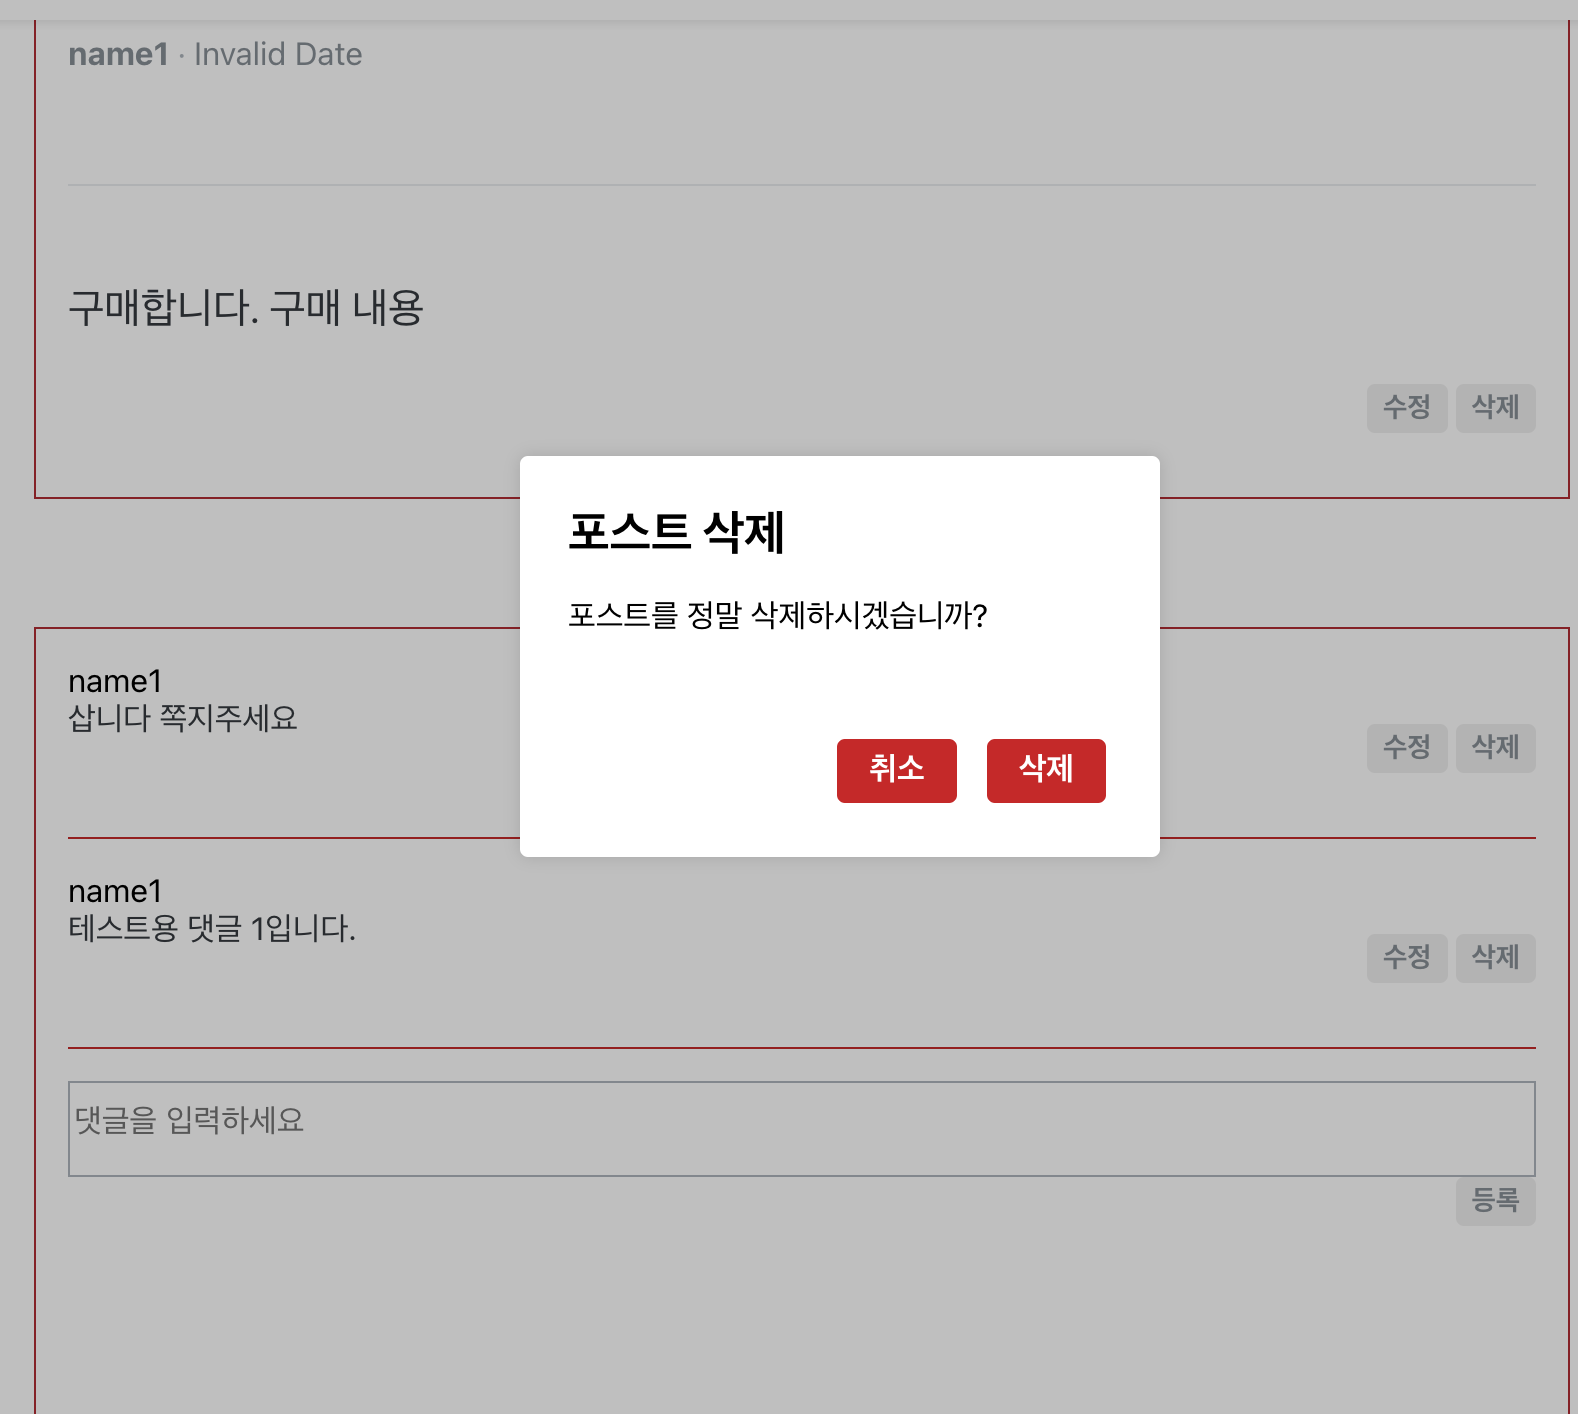 name1 · Invalid Date
구매합니다. 구매 내용
수정 삭제
포스트 삭제
포스트를 정말 삭제하시겠습니까?
취소 삭제
name1
삽니다 쪽지주세요
수정 삭제
name1
테스트용 댓글 1입니다.
수정 삭제
댓글을 입력하세요
등록